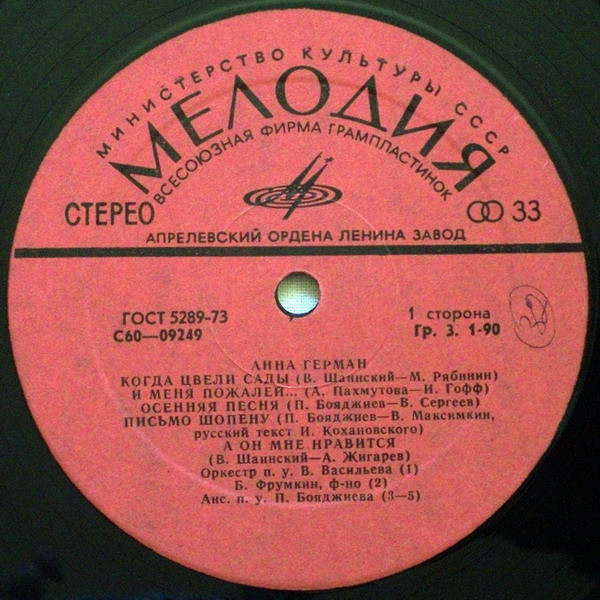 МИНИСТЕРСТВО КУЛЬТУРЫ СССР
МЕЛОДИЯ
ВСЕСОЮЗНАЯ ФИРМА ГРАМПЛАСТИНОК
СТЕРЕО
33
АПРЕЛЕВСКИЙ ОРДЕНА ЛЕНИНА ЗАВОД
ГОСТ 5289-73
1 сторона
С60—09249
Гр. 3. 1-90
АННА ГЕРМАН
КОГДА ЦВЕЛИ САДЫ (В. Шаинский—М. Рябинин)
И МЕНЯ ПОЖАЛЕЙ... (А. Пахмутова—И. Гофф)
ОСЕННЯЯ ПЕСНЯ (П. Бояджиев—В. Сергеев)
ПИСЬМО ШОПЕНУ (П. Бояджиев—В. Максимкин,
русский текст И. Кохановского)
А ОН МНЕ НРАВИТСЯ
(В. Шаинский—А. Жигарев)
Оркестр п. у. В. Васильева (1)
Б. Фрумкин, ф-но (2)
Анс. п. у. П. Бояджиева (3—5)